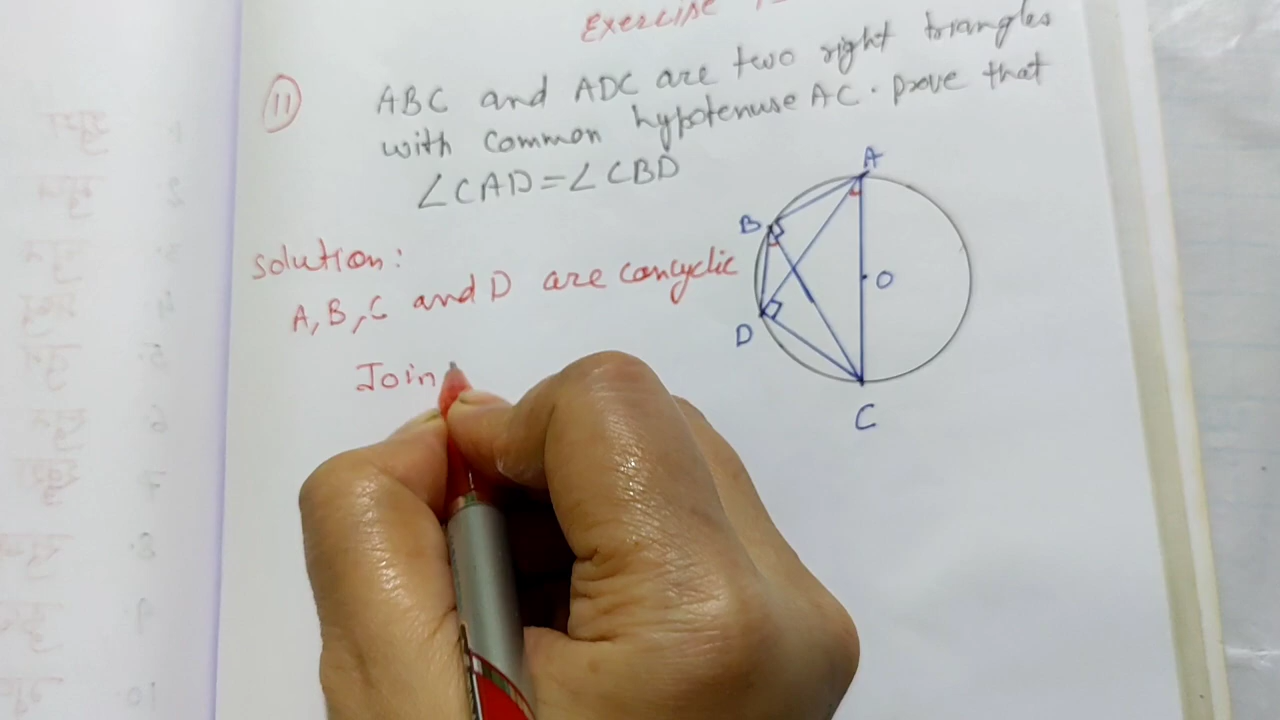 Exercise
11
ABC and ADC are two right triangles
with common hypotenuse AC. prove that
∠CAD=∠CBD
A
B
O
D
C
solution:
A,B,C and D are concyclic
Join